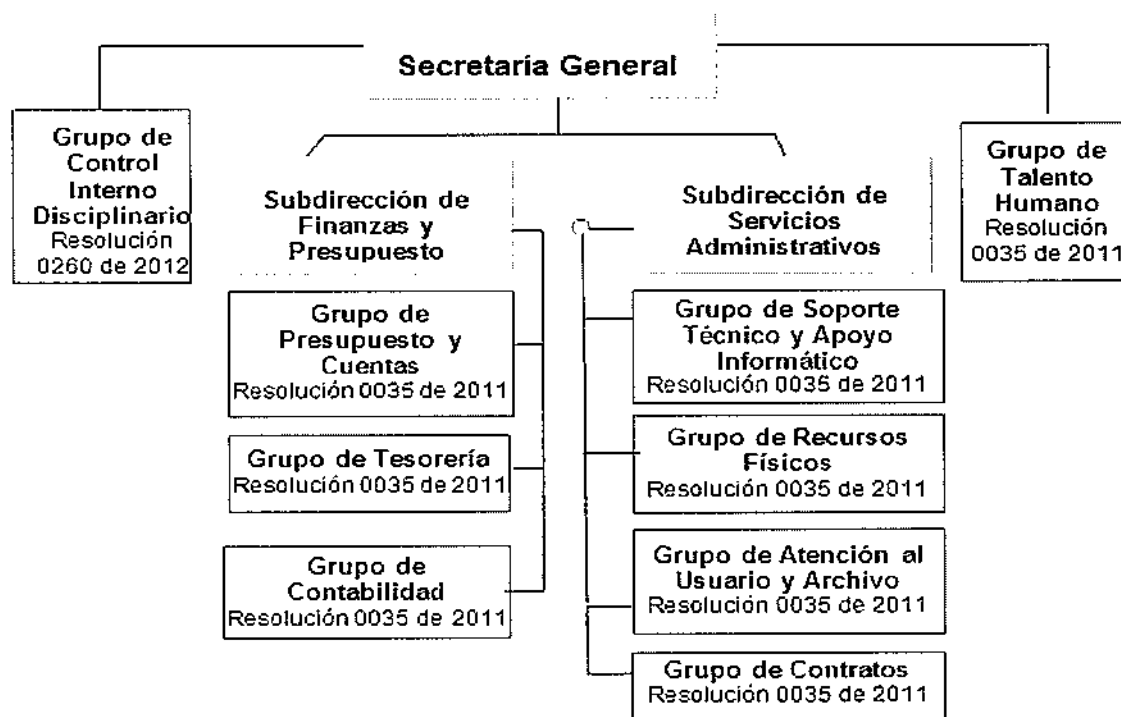 Secretaría General
Grupo de
Control
Interno
Disciplinario
Resolución
0260 de 2012
Grupo de
Talento
Humano
Resolución
0035 de 2011
Subdirección de
Finanzas y
Presupuesto
Grupo de
Presupuesto y
Cuentas
Resolución 0035 de 2011
Grupo de Tesorería
Resolución 0035 de 2011
Grupo de
Contabilidad
Resolución 0035 de 2011
Subdirección de
Servicios
Administrativos
Grupo de Soporte
Técnico y Apoyo
Informático
Resolución 0035 de 2011
Grupo de Recursos
Físicos
Resolución 0035 de 2011
Grupo de Atención al
Usuario y Archivo
Resolución 0035 de 2011
Grupo de Contratos
Resolución 0035 de 2011